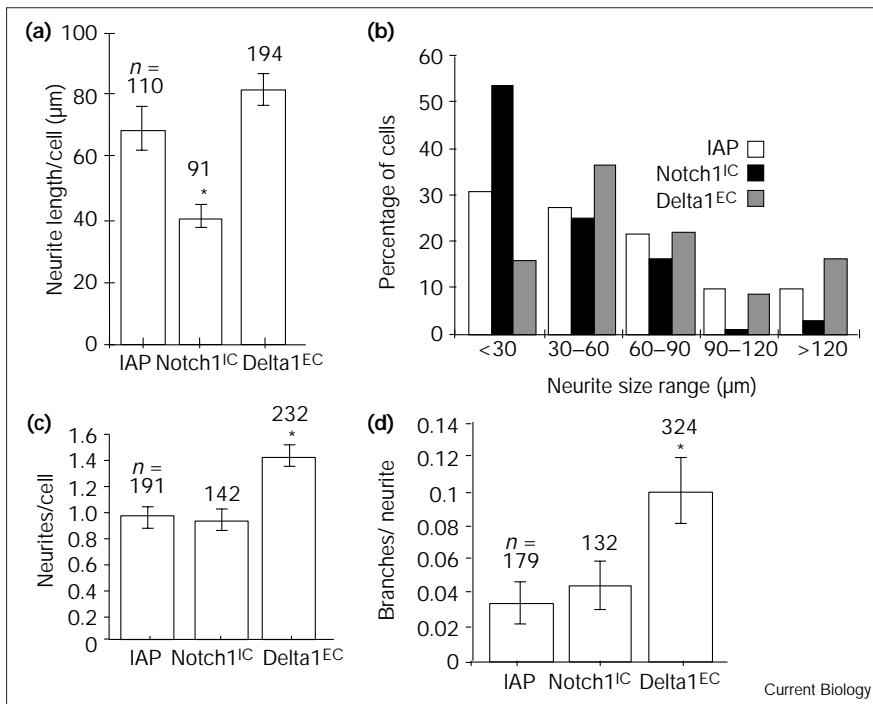 (a)
100
80
60
40
20
0
Neurite length/cell (µm)
n =
110
91
*
194
IAP Notch1IC Delta1EC
(b)
60
50
40
30
20
10
0
Percentage of cells
IAP
Notch1IC
Delta1EC
<30 30–60 60–90 90–120 >120
Neurite size range (µm)
(c)
1.6
1.4
1.2
1.0
0.8
0.6
0.4
0.2
0
Neurites/cell
n =
191
142
232
*
IAP Notch1IC Delta1EC
(d)
0.14
0.12
0.1
0.08
0.06
0.04
0.02
0
Branches/ neurite
n =
179
132
324
*
IAP Notch1IC Delta1EC
Current Biology